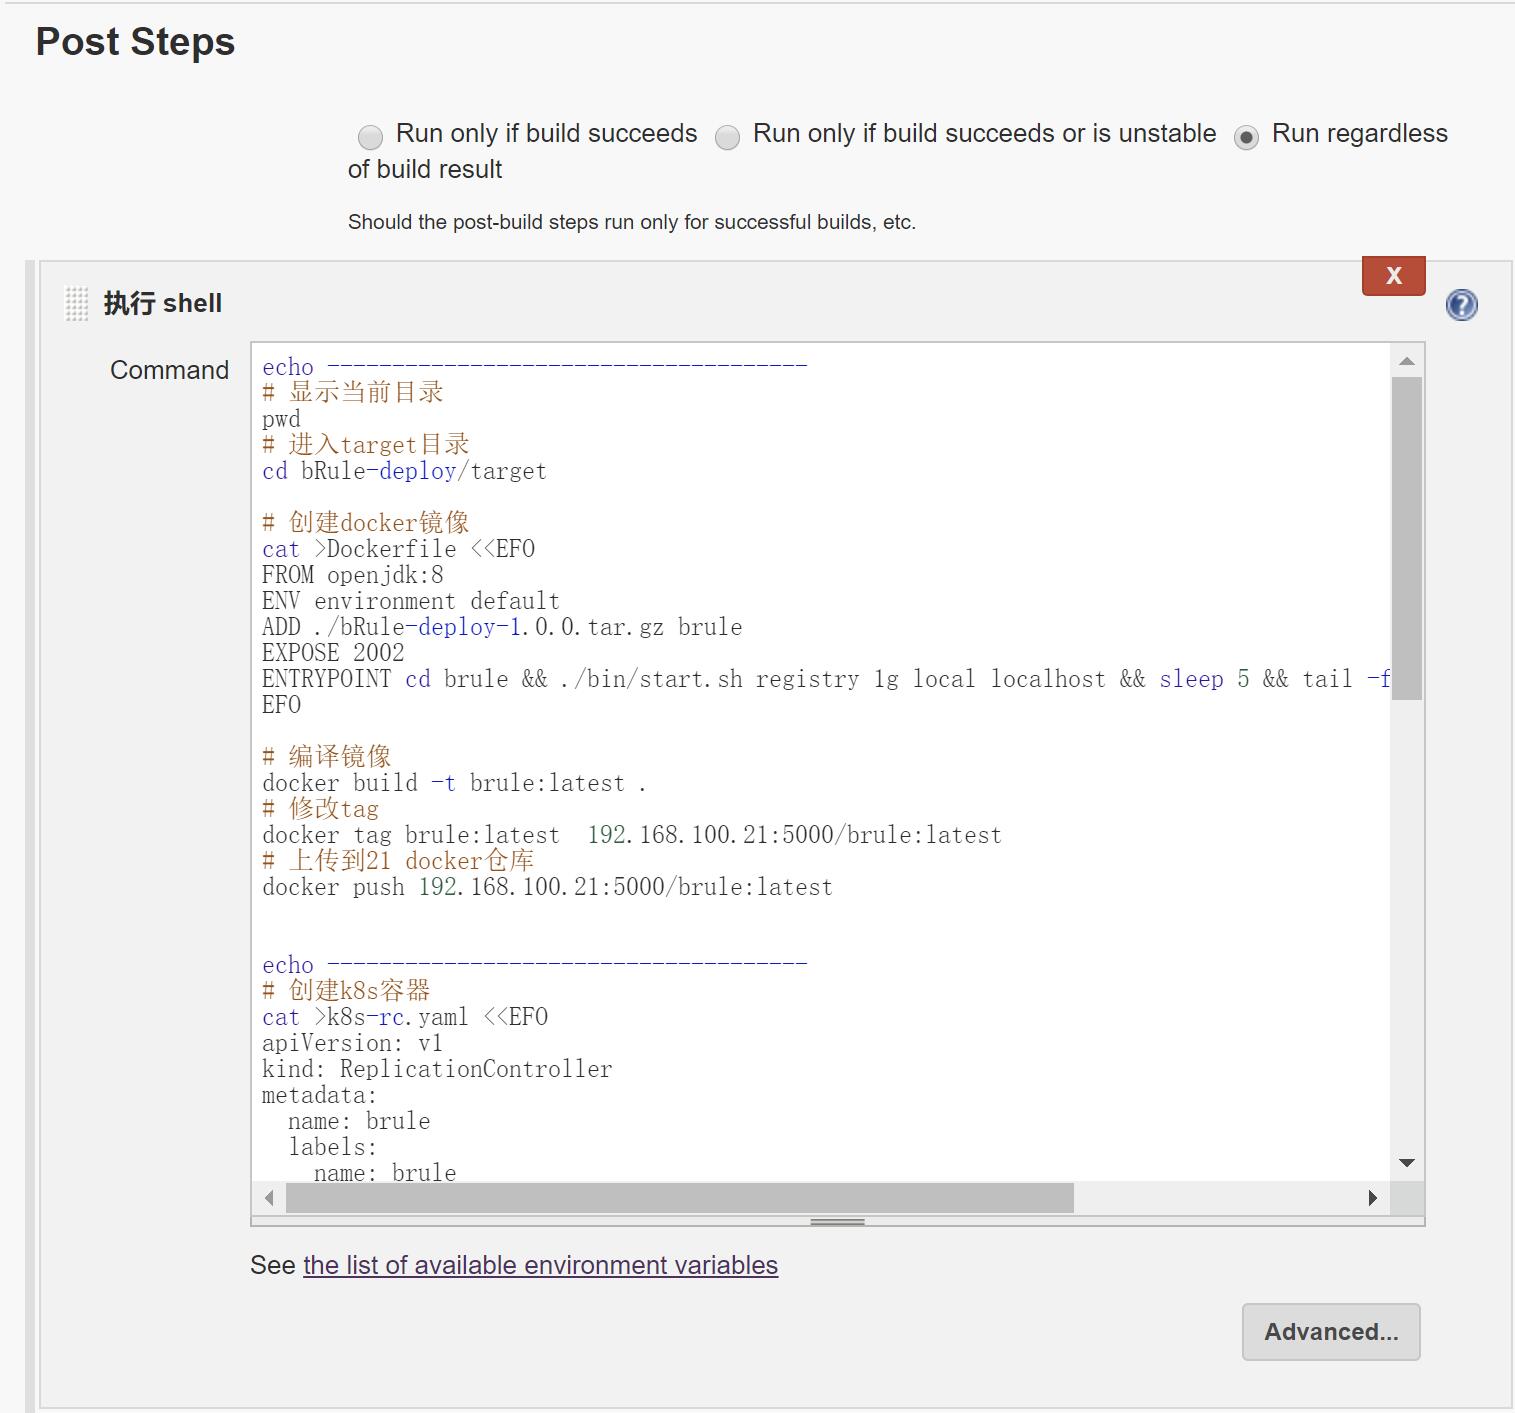 Post Steps
Run only if build succeeds Run only if build succeeds or is unstable Run regardless
of build result
Should the post-build steps run only for successful builds, etc.
X
执行 shell
?
Command
echo -------------------------------------
# 显示当前目录
pwd
# 进入target目录
cd bRule-deploy/target
# 创建docker镜像
cat >Dockerfile <<EFO
FROM openjdk:8
ENV environment default
ADD ./bRule-deploy-1.0.0.tar.gz brule
EXPOSE 2002
ENTRYPOINT cd brule && ./bin/start.sh registry 1g local localhost && sleep 5 && tail -f
EFO
# 编译镜像
docker build -t brule:latest .
# 修改tag
docker tag brule:latest  192.168.100.21:5000/brule:latest
# 上传到21 docker仓库
docker push 192.168.100.21:5000/brule:latest
echo -------------------------------------
# 创建k8s容器
cat >k8s-rc.yaml <<EFO
apiVersion: v1
kind: ReplicationController
metadata:
  name: brule
  labels:
    name: brule
See the list of available environment variables
Advanced...